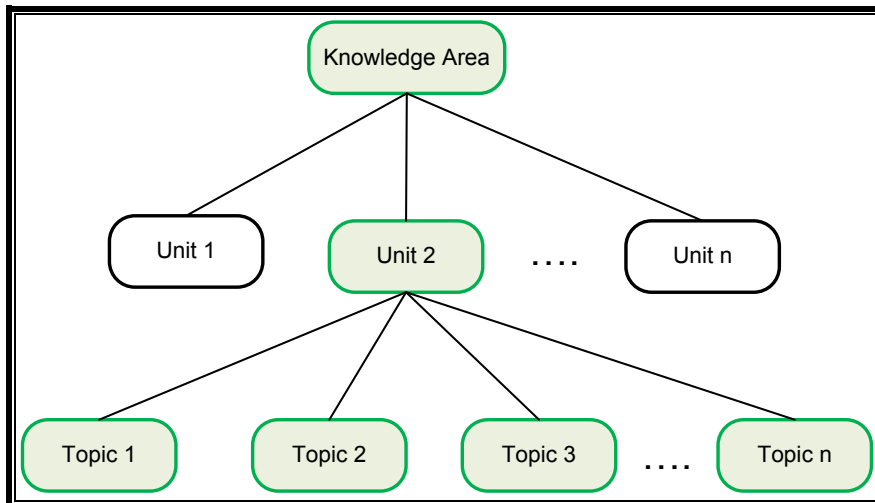 Knowledge Area
Unit 1
Unit 2
. . . .
Unit n
Topic 1
Topic 2
Topic 3
. . . .
Topic n